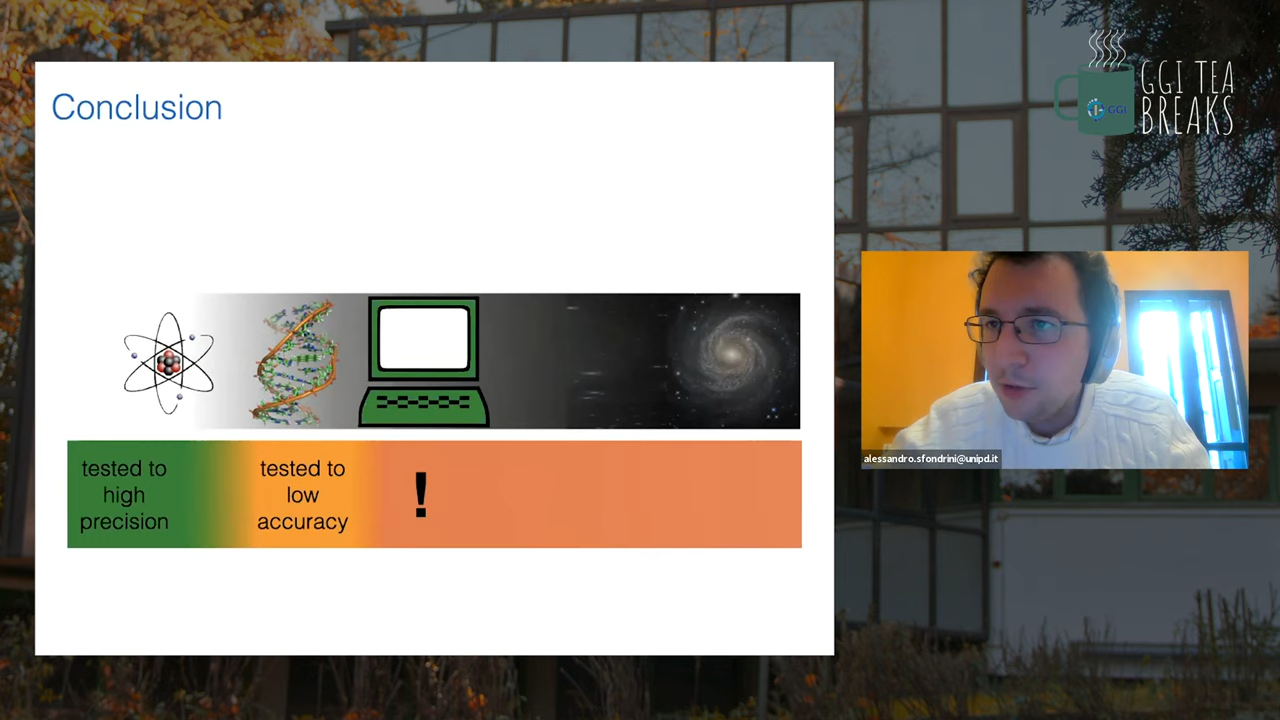 Conclusion
tested to
high
precision
tested to
low
accuracy
!
GGI TEA
BREAKS
GGI
alessandro.sfondrini@unipd.it